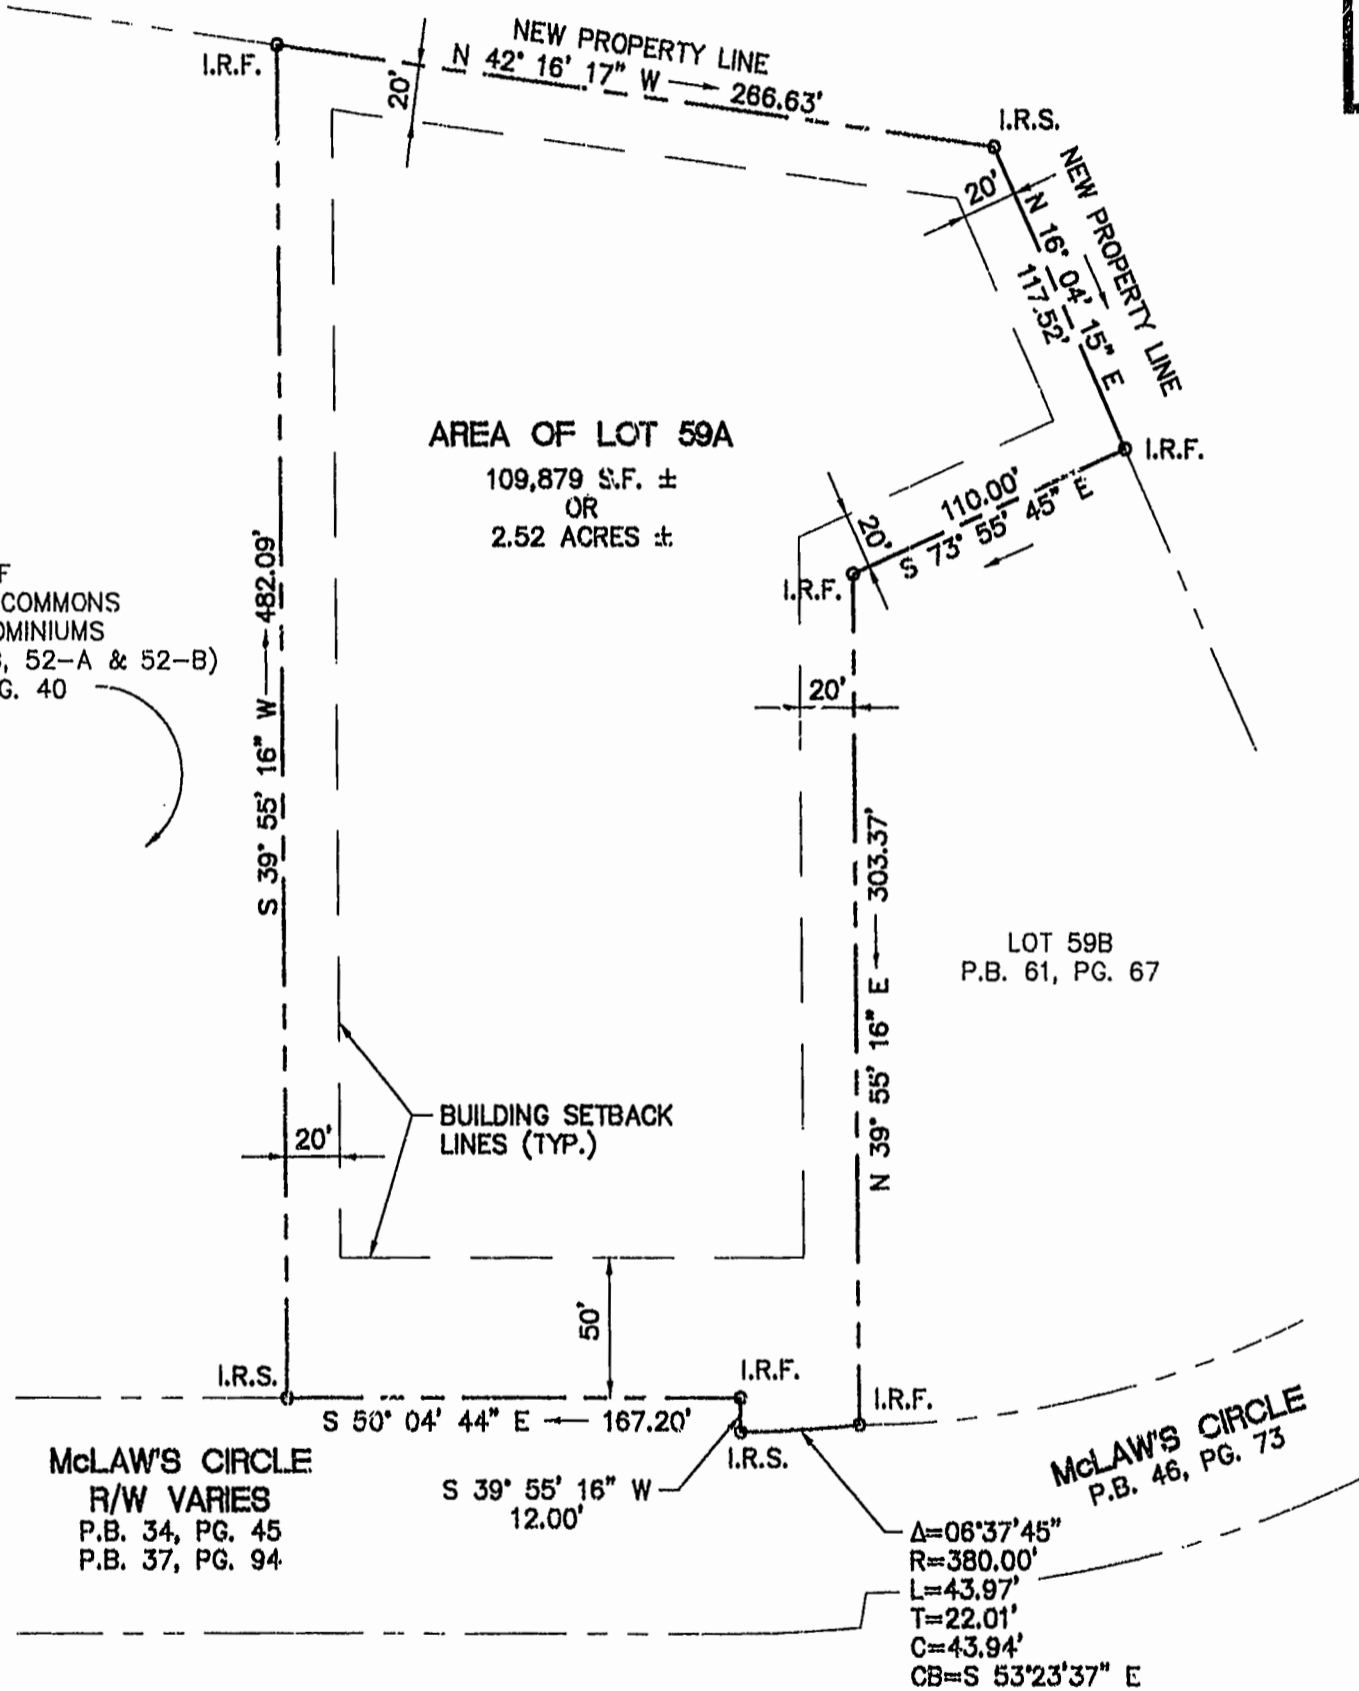 NEW PROPERTY LINE
N 42° 16' 17" W 266.63'
I.R.F.
20'
I.R.S.
20'
NEW PROPERTY LINE
N 16° 04' 15" E
117.52'
AREA OF LOT 59A
109,879 S.F. ±
OR
2.52 ACRES ±
I.R.F.
110.00'
S 73° 55' 45" E
20'
I.R.F.
S 39° 55' 16" W 482.09'
F
COMMONS
OMINIUMS
, 52-A & 52-B)
G. 40
20'
N 39° 55' 16" E 303.37'
LOT 59B
P.B. 61, PG. 67
BUILDING SETBACK
LINES (TYP.)
20'
50'
I.R.S.
I.R.F.
I.R.F.
S 50° 04' 44" E 167.20'
I.R.S.
McLAW'S CIRCLE
R/W VARIES
P.B. 34, PG. 45
P.B. 37, PG. 94
S 39° 55' 16" W
12.00'
McLAW'S CIRCLE
P.B. 46, PG. 73
Δ=06°37'45"
R=380.00'
L=43.97'
T=22.01'
C=43.94'
CB=S 53°23'37" E